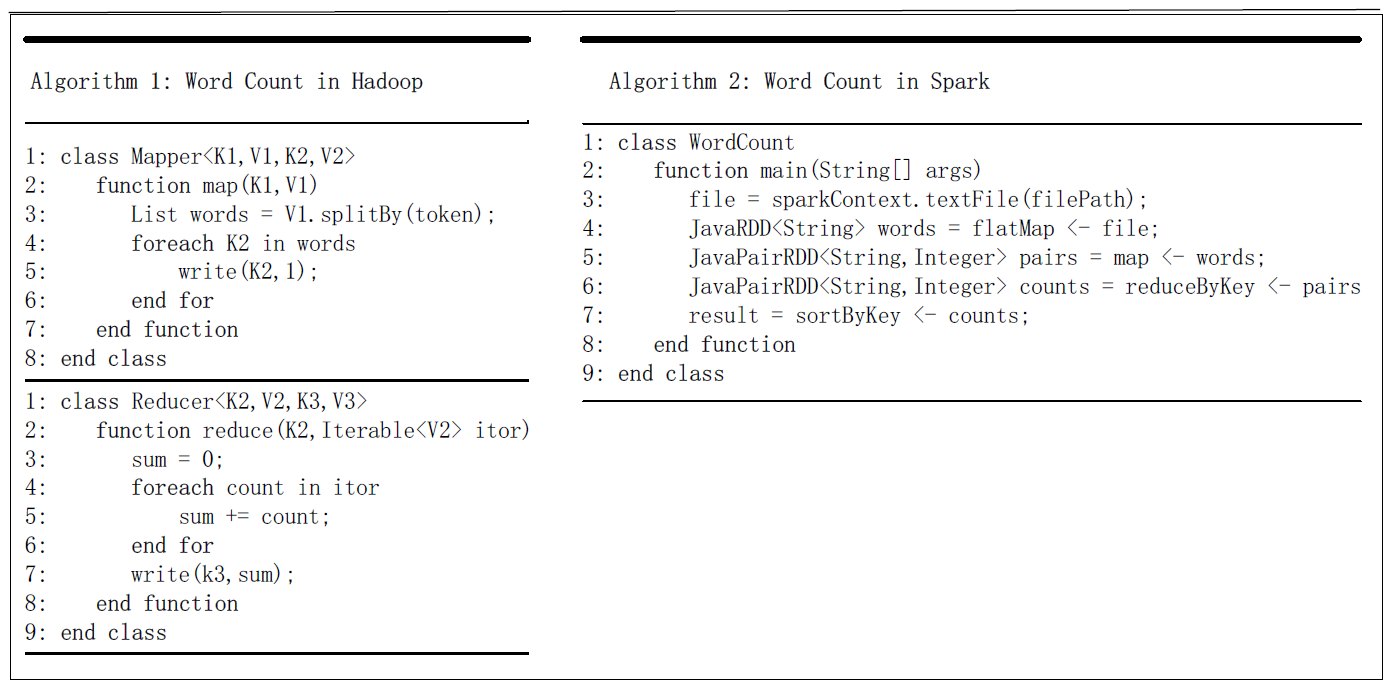 Algorithm 1: Word Count in Hadoop
1: class Mapper<K1,V1,K2,V2>
2: function map(K1,V1)
3: List words = V1.splitBy(token);
4: foreach K2 in words
5: write(K2,1);
6: end for
7: end function
8: end class
1: class Reducer<K2,V2,K3,V3>
2: function reduce(K2,Iterable<V2> itor)
3: sum = 0;
4: foreach count in itor
5: sum += count;
6: end for
7: write(k3,sum);
8: end function
9: end class
Algorithm 2: Word Count in Spark
1: class WordCount
2: function main(String[] args)
3: file = sparkContext.textFile(filePath);
4: JavaRDD<String> words = flatMap <- file;
5: JavaPairRDD<String,Integer> pairs = map <- words;
6: JavaPairRDD<String,Integer> counts = reduceByKey <- pairs
7: result = sortByKey <- counts;
8: end function
9: end class